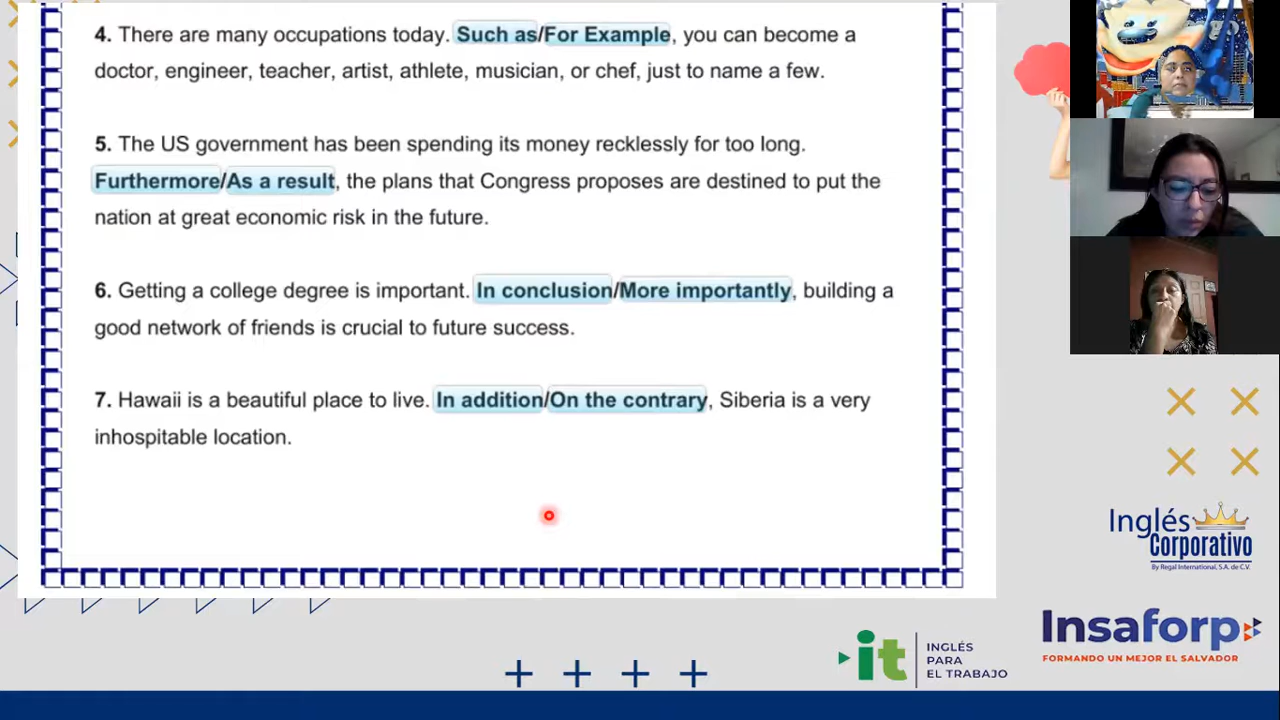 4. There are many occupations today. Such as/For Example, you can become a
doctor, engineer, teacher, artist, athlete, musician, or chef, just to name a few.
5. The US government has been spending its money recklessly for too long.
Furthermore/As a result, the plans that Congress proposes are destined to put the
nation at great economic risk in the future.
6. Getting a college degree is important. In conclusion/More importantly, building a
good network of friends is crucial to future success.
7. Hawaii is a beautiful place to live. In addition/On the contrary, Siberia is a very
inhospitable location.
Inglés
Corporativo
By Regal International, S.A. de C.V.
it
INGLÉS
PARA
EL TRABAJO
Insaforp
FORMANDO UN MEJOR EL SALVADOR